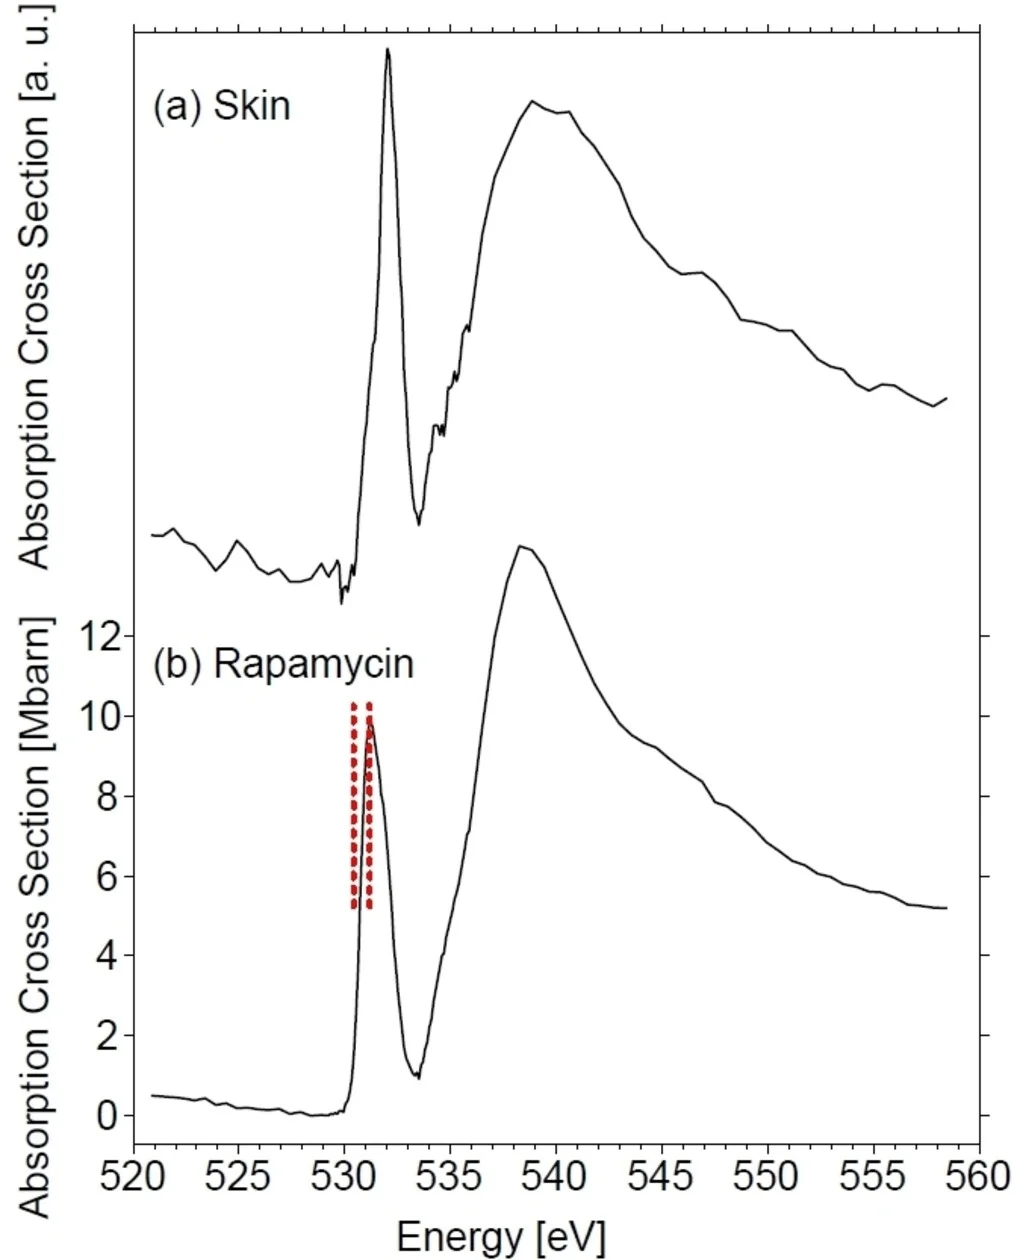 Absorption Cross Section [a. u.]
(a) Skin
Absorption Cross Section [Mbarn]
12
(b) Rapamycin
10
8
6
4
2
0
520 525 530 535 540 545 550 555 560
Energy [eV]